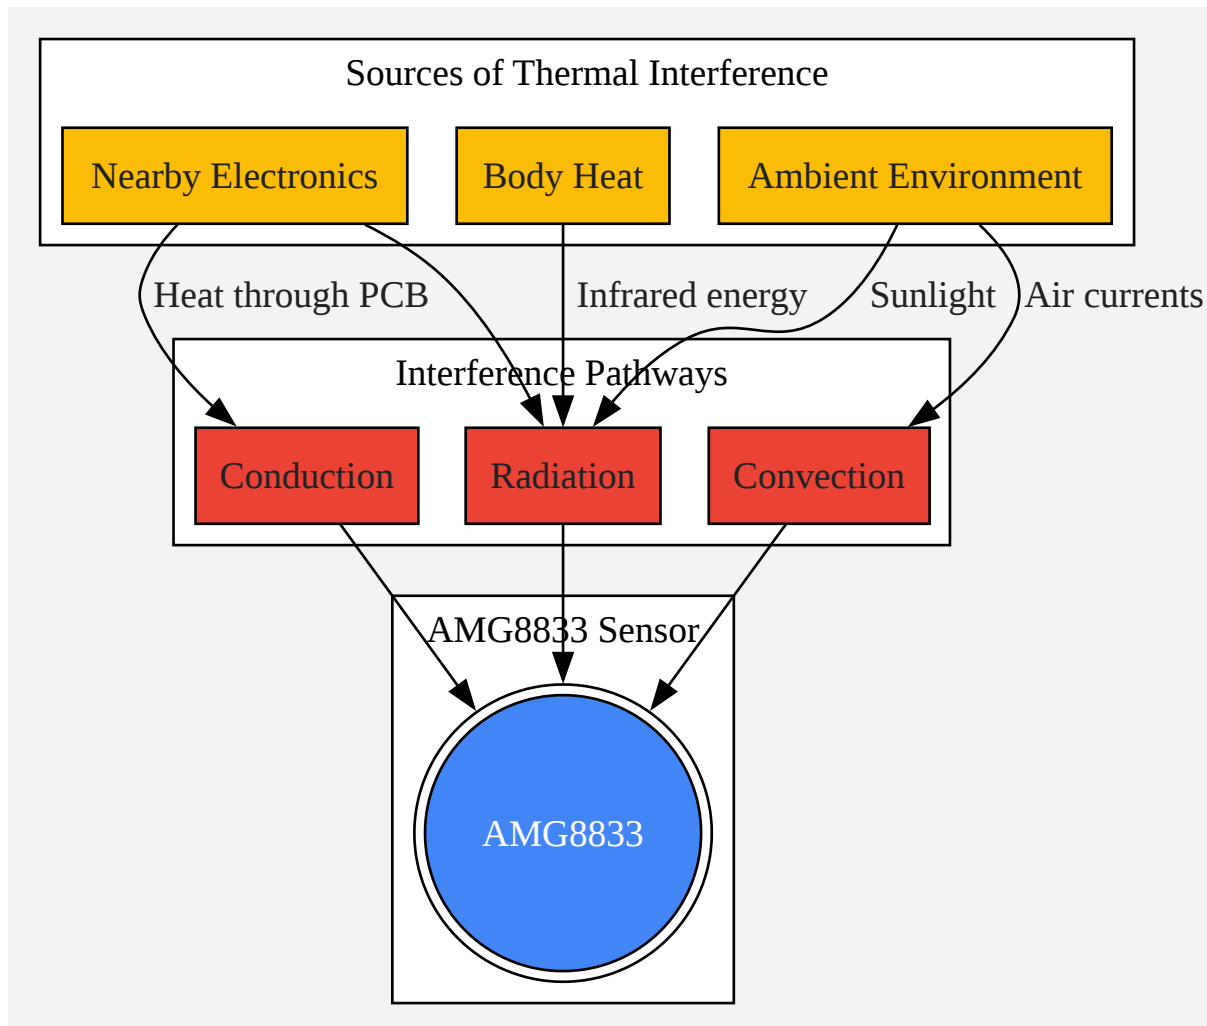 Sources of Thermal Interference
Nearby Electronics
Body Heat
Ambient Environment
Heat through PCB
Infrared energy
Sunlight
Air currents
Interference Pathways
Conduction
Radiation
Convection
AMG8833 Sensor
AMG8833